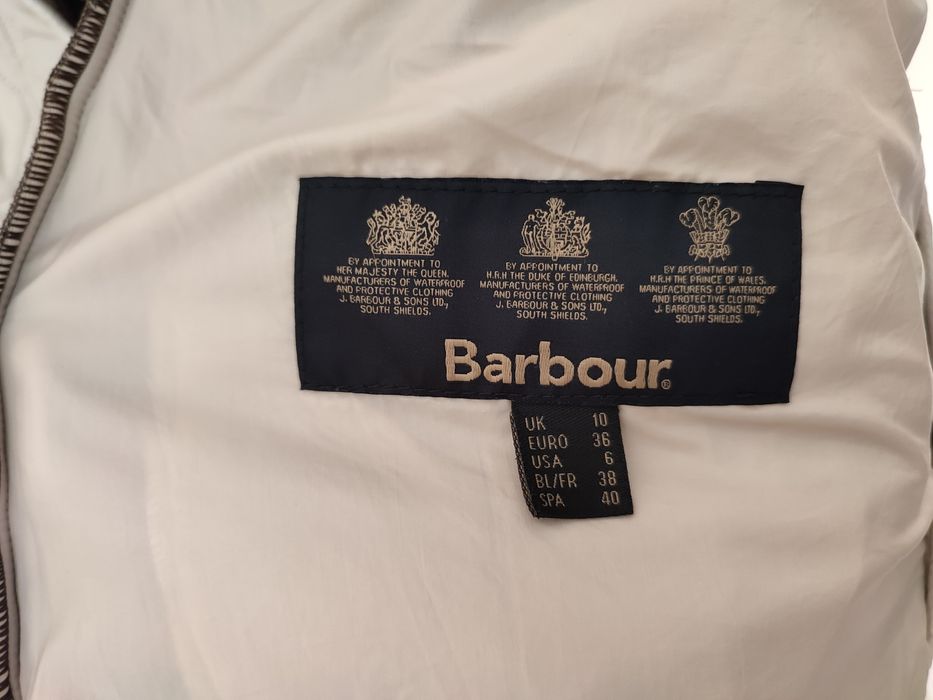 BY APPOINTMENT TO
HER MAJESTY THE QUEEN.
MANUFACTURERS OF WATERPROOF
AND PROTECTIVE CLOTHING
J. BARBOUR & SONS LTD.,
SOUTH SHIELDS.
BY APPOINTMENT TO
H.R.H THE DUKE OF EDINBURGH.
MANUFACTURERS OF WATERPROOF
AND PROTECTIVE CLOTHING
J. BARBOUR & SONS LTD.,
SOUTH SHIELDS.
BY APPOINTMENT TO
H.R.H THE PRINCE OF WALES.
MANUFACTURERS OF WATERPROOF
AND PROTECTIVE CLOTHING
J. BARBOUR & SONS LTD.,
SOUTH SHIELDS.
Barbour®
UK 10
EURO 36
USA 6
BL/FR 38
SPA 40